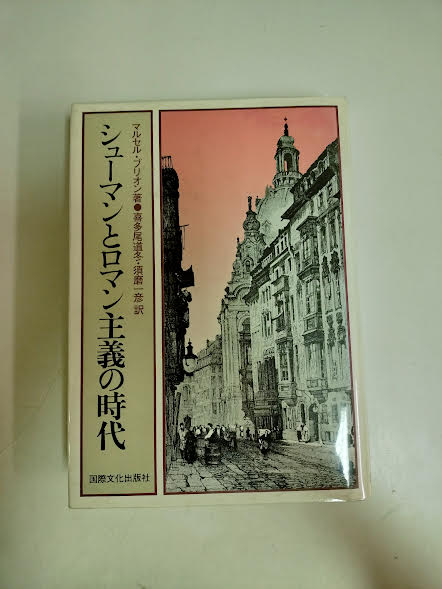 マルセル・ブリオン著●喜多尾道冬・須磨一彦 訳
シューマンとロマン主義の時代
国際文化出版社